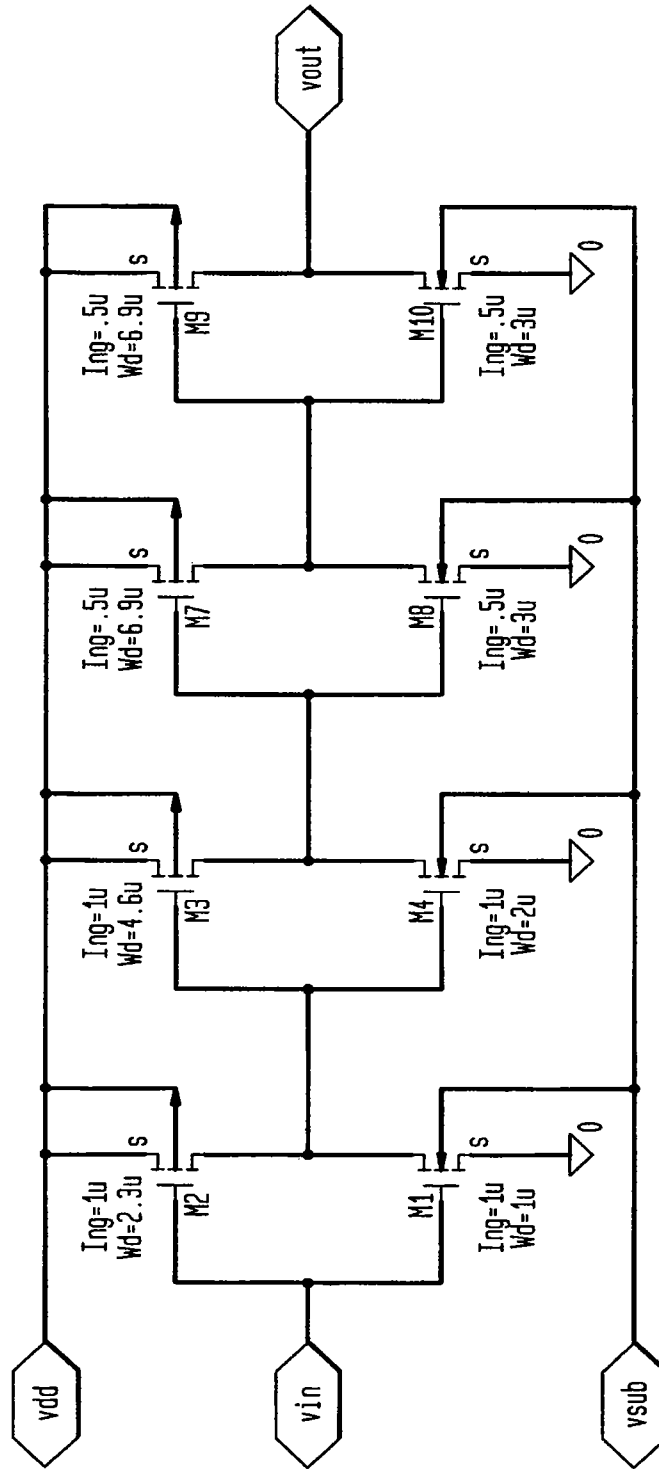 vdd
Ing=1u
Wd=2.3u
S
M2
Ing=1u
Wd=4.6u
S
M3
Ing=.5u
Wd=6.9u
S
M7
Ing=.5u
Wd=6.9u
S
M9
vin
vout
M1
Ing=1u
Wd=1u
S
0
M4
Ing=1u
Wd=2u
S
0
M8
Ing=.5u
Wd=3u
S
0
M10
Ing=.5u
Wd=3u
S
0
vsub